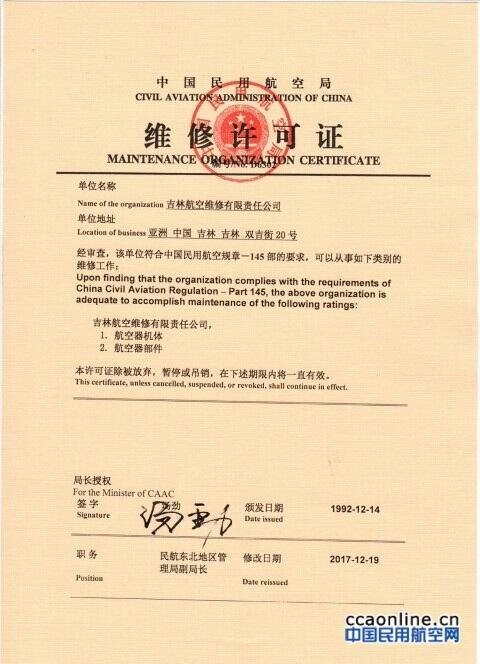 中国民用航空局
CIVIL AVIATION ADMINISTRATION OF CHINA
维修许可证
MAINTENANCE ORGANIZATION CERTIFICATE
编号/No.
单位名称
Name of the organization 吉林航空维修有限责任公司
单位地址
Location of business 亚洲 中国 吉林 吉林 双吉街20号
经审查，该单位符合中国民用航空规章－145部的要求，可以从事如下类别的
维修工作：
Upon finding that the organization complies with the requirements of
China Civil Aviation Regulation – Part 145, the above organization is
adequate to accomplish maintenance of the following ratings:
吉林航空维修有限责任公司，
1. 航空器机体
2. 航空器部件
本许可证除被放弃，暂停或吊销，在下述期限内将一直有效。
This certificate, unless cancelled, suspended, or revoked, shall continue in effect.
局长授权
For the Minister of CAAC
签字 颁发日期 1992-12-14
Signature Date issued
职务 民航东北地区管 修改日期 2017-12-19
理局副局长
Position Date reissued
ccaonline.cn
中国民用航空网